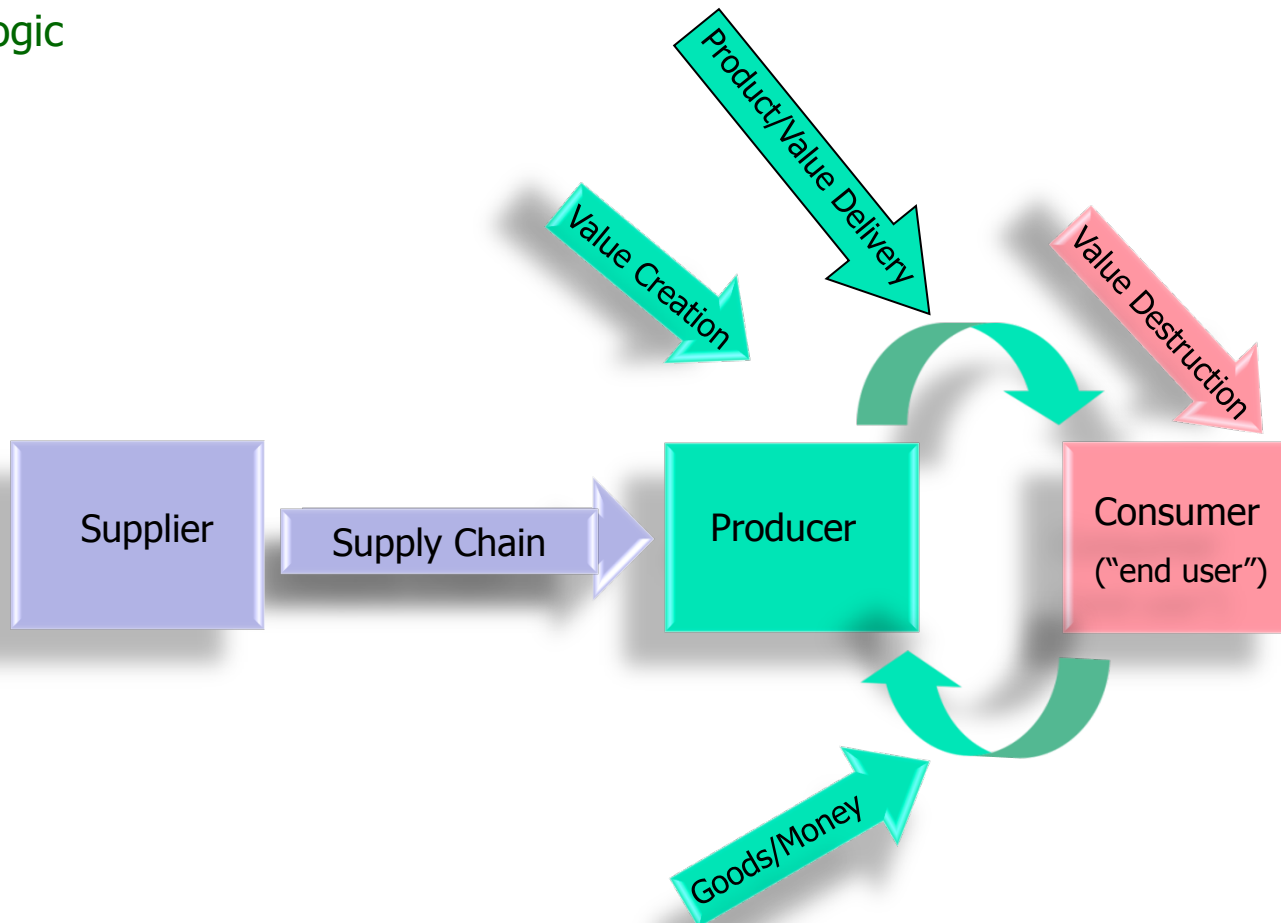 ogic
Product/Value Delivery
Value Creation
Value Destruction
Supplier
Supply Chain
Producer
Consumer
(“end user”)
Goods/Money